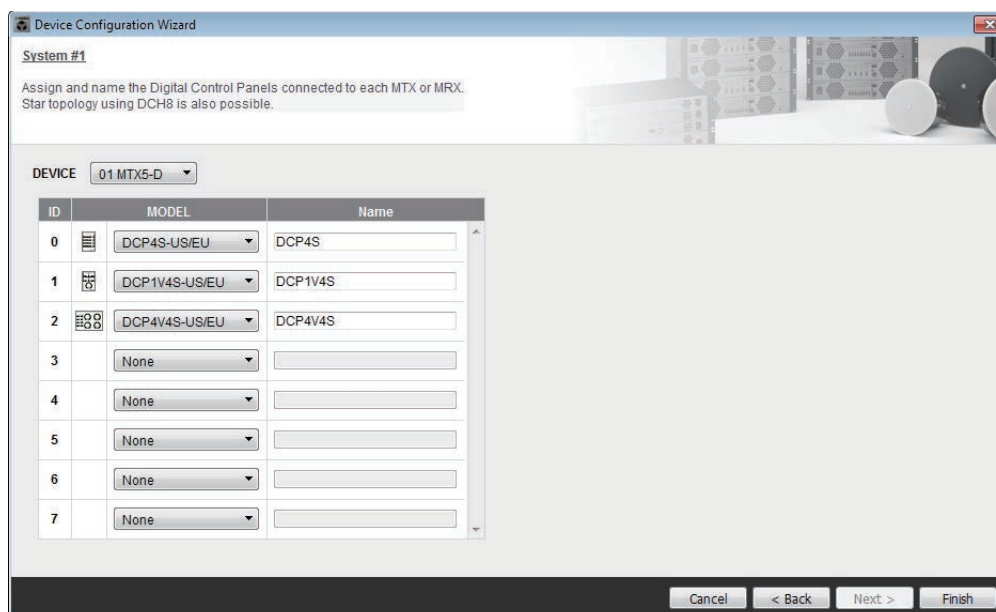 Device Configuration Wizard
System #1
Assign and name the Digital Control Panels connected to each MTX or MRX.
Star topology using DCH8 is also possible.
DEVICE 01 MTX5-D
ID MODEL Name
0 DCP4S-US/EU DCP4S
1 DCP1V4S-US/EU DCP1V4S
2 DCP4V4S-US/EU DCP4V4S
3 None
4 None
5 None
6 None
7 None
Cancel < Back Next > Finish